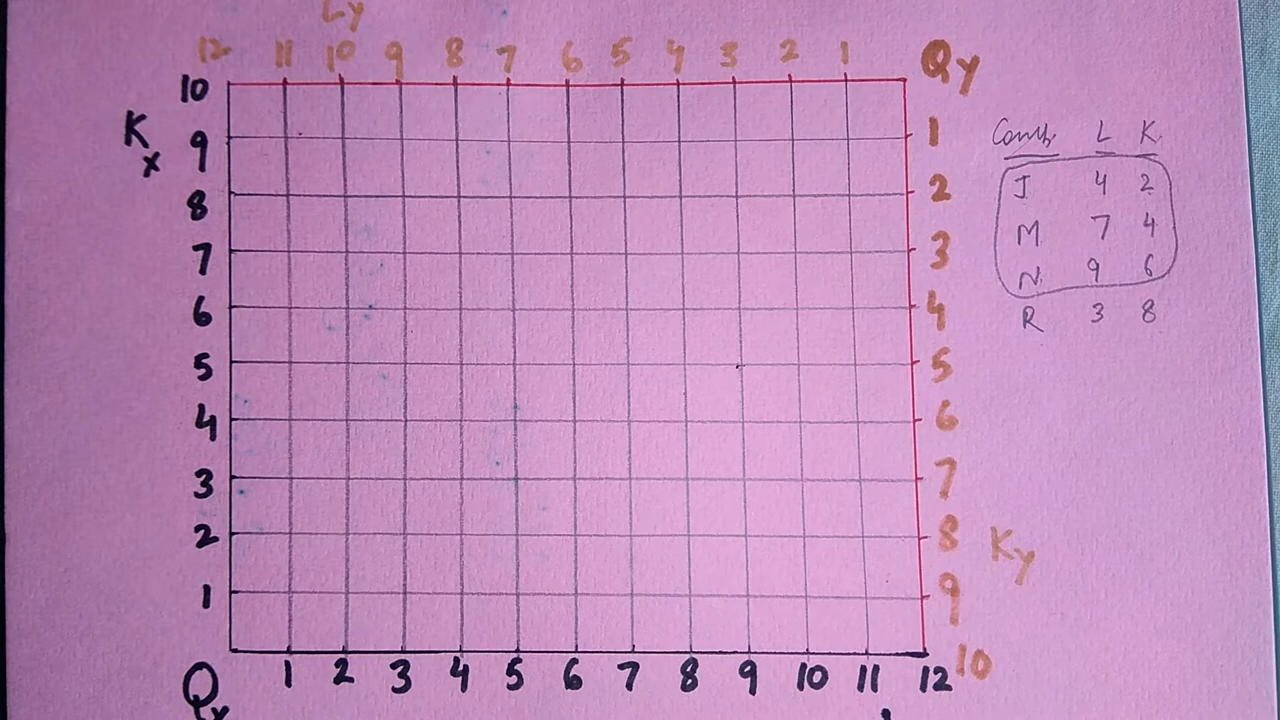 Ly
12 11 10 9 8 7 6 5 4 3 2 1 Qy
10
Kx 9 1
8 2
7 3
6 4
5 5
4 6
3 7
2 8 Ky
1 9
10
Qx 1 2 3 4 5 6 7 8 9 10 11 12
Comb. L K
J 4 2
M 7 4
N 9 6
R 3 8